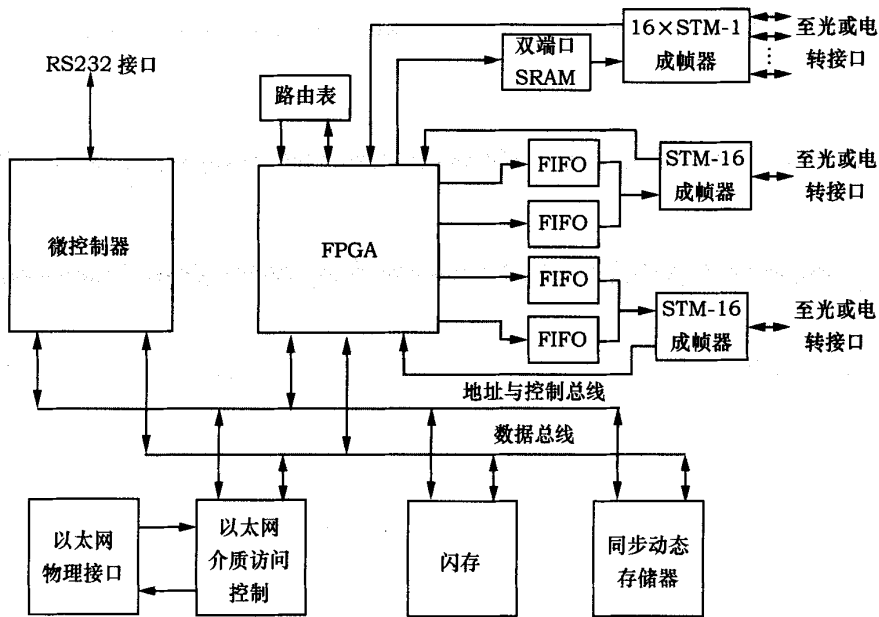 RS232 接口
路由表
双端口
SRAM
16×STM-1
成帧器
至光或电
转接口
微控制器
FPGA
FIFO
FIFO
FIFO
FIFO
STM-16
成帧器
至光或电
转接口
STM-16
成帧器
至光或电
转接口
地址与控制总线
数据总线
以太网
物理接口
以太网
介质访问
控制
闪存
同步动态
存储器